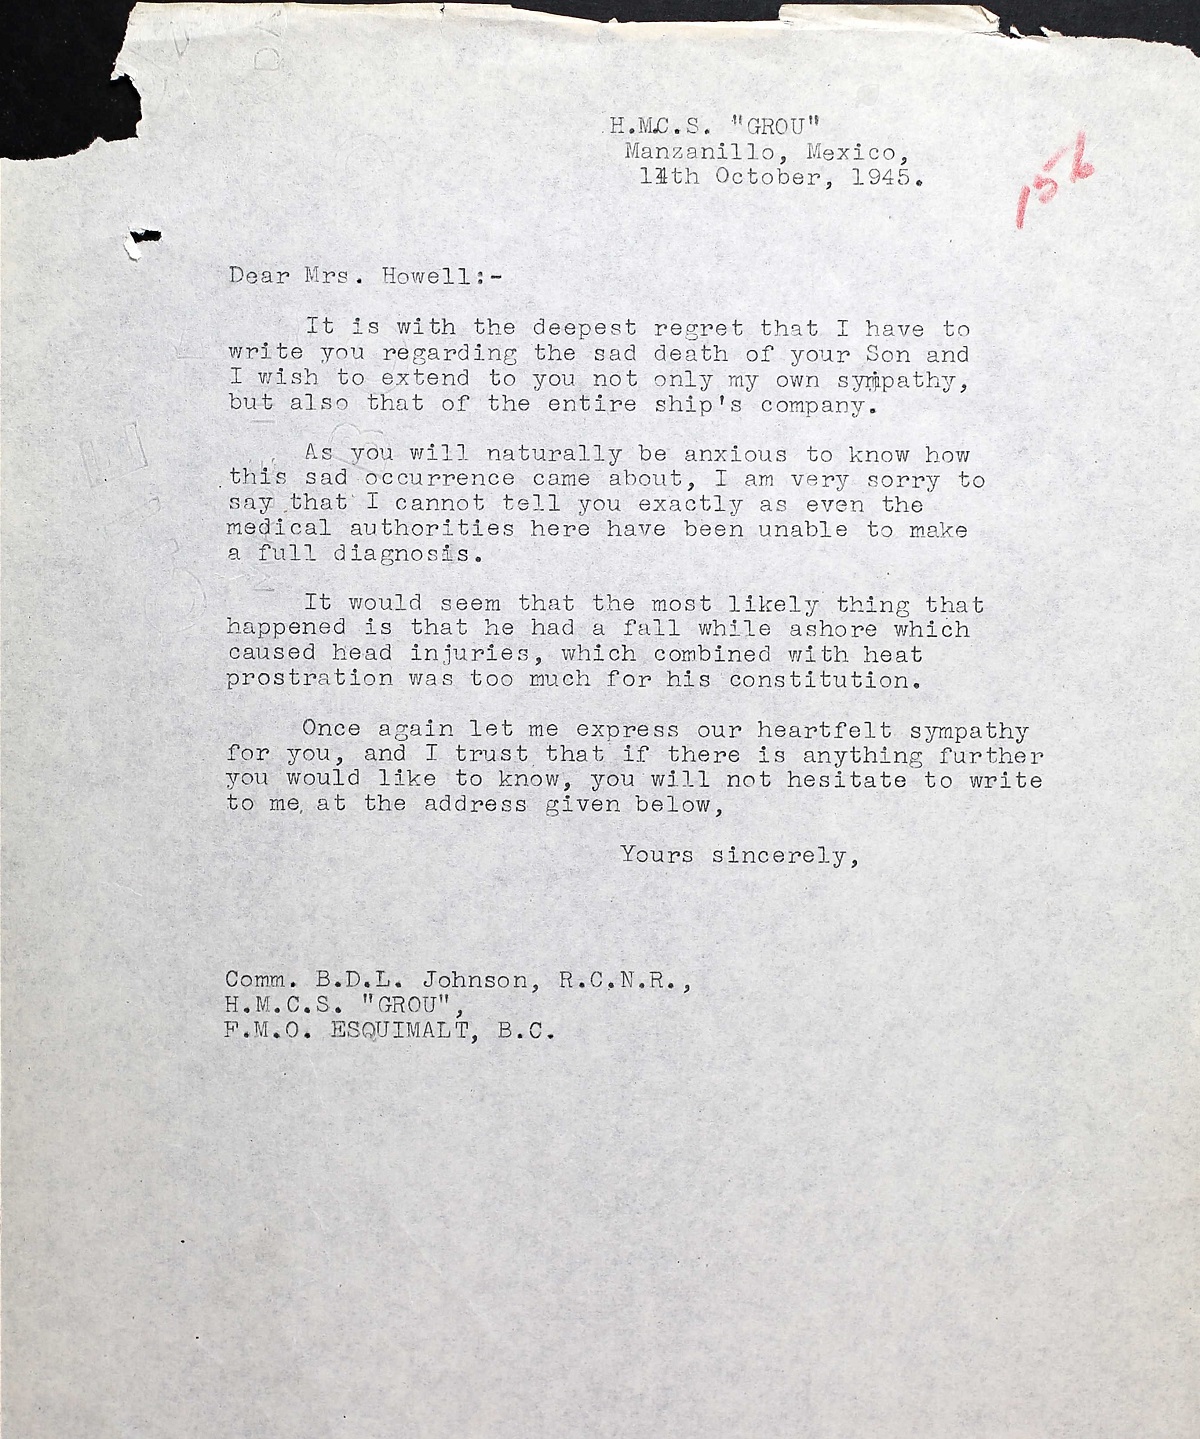 H.M.C.S. "GROU"
Manzanillo, Mexico,
14th October, 1945.
156
Dear Mrs. Howell:-
It is with the deepest regret that I have to
write you regarding the sad death of your Son and
I wish to extend to you not only my own sympathy,
but also that of the entire ship's company.
As you will naturally be anxious to know how
this sad occurrence came about, I am very sorry to
say that I cannot tell you exactly as even the
medical authorities here have been unable to make
a full diagnosis.
It would seem that the most likely thing that
happened is that he had a fall while ashore which
caused head injuries, which combined with heat
prostration was too much for his constitution.
Once again let me express our heartfelt sympathy
for you, and I trust that if there is anything further
you would like to know, you will not hesitate to write
to me, at the address given below,
Yours sincerely,
Comm. B.D.L. Johnson, R.C.N.R.,
H.M.C.S. "GROU",
F.M.O. ESQUIMALT, B.C.